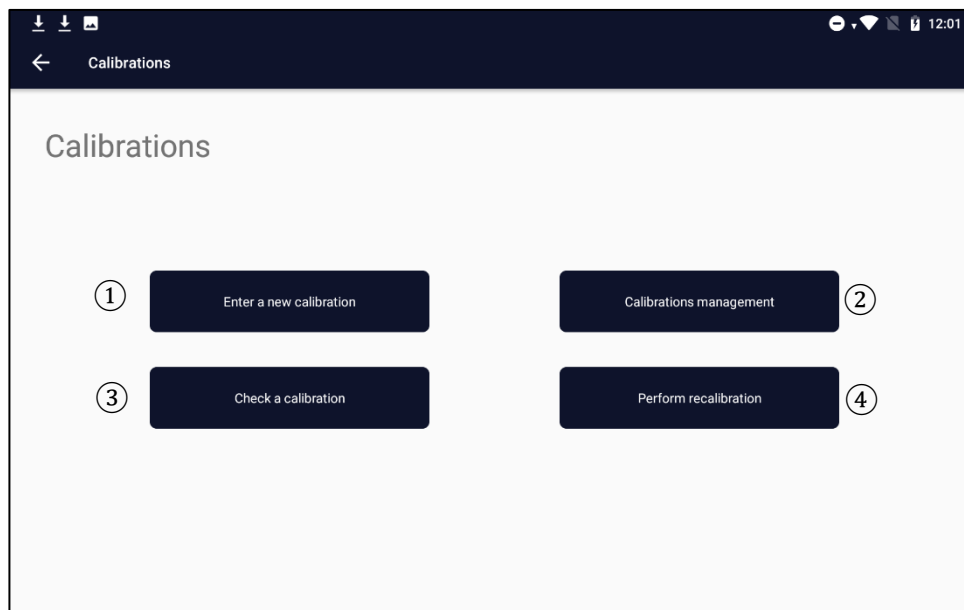 12:01
Calibrations
Calibrations
① Enter a new calibration Calibrations management ②
③ Check a calibration Perform recalibration ④